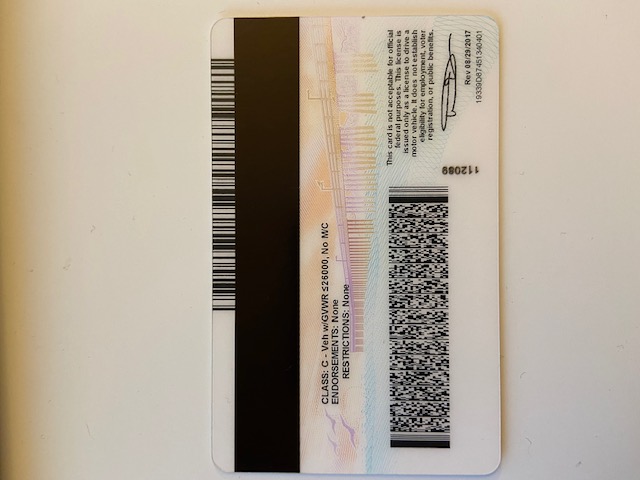 CLASS: C - Veh w/GVWR ≤26000, No M/C
ENDORSEMENTS: None
RESTRICTIONS: None
This card is not acceptable for official
federal purposes. This license is
issued only as a license to drive a
motor vehicle. It does not establish
eligibility for employment, voter
registration, or public benefits.
112089
Rev 08/29/2017
19339D87451340401